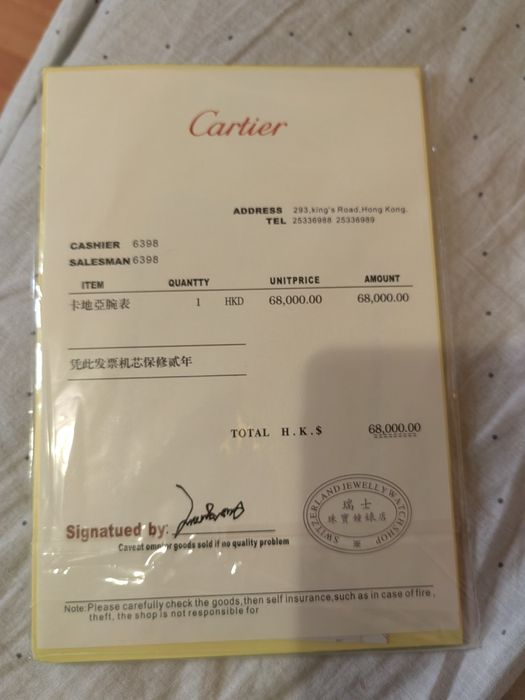 Cartier
ADDRESS 293,king's Road,Hong Kong.
TEL 25336988 25336989
CASHIER 6398
SALESMAN 6398
ITEM QUANTTY UNITPRICE AMOUNT
卡地亞腕表 1 HKD 68,000.00 68,000.00
凭此发票机芯保修贰年
TOTAL H.K.$ 68,000.00
SWITZERLAND JEWELLY WATCH SHOP
瑞士
珠寶鐘錶店
Signatued by:
Caveat goods sold if no quality problem
Note:Please carefully check the goods,then self insurance,such as in case of fire,
theft, the shop is not responsible for